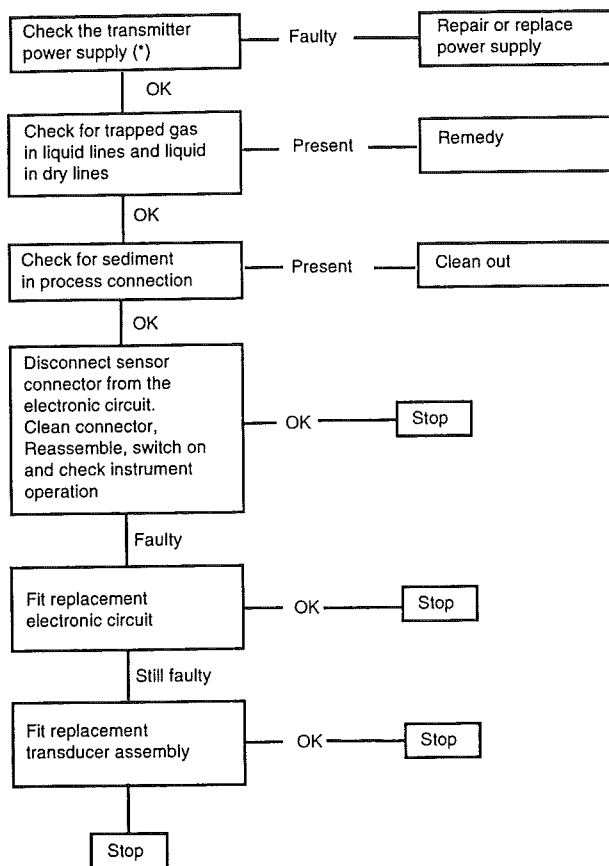 Check the transmitter
power supply (*)
Faulty
Repair or replace
power supply
OK
Check for trapped gas
in liquid lines and liquid
in dry lines
Present
Remedy
OK
Check for sediment
in process connection
Present
Clean out
OK
Disconnect sensor
connector from the
electronic circuit.
Clean connector,
Reassemble, switch on
and check instrument
operation
OK
Stop
Faulty
Fit replacement
electronic circuit
OK
Stop
Still faulty
Fit replacement
transducer assembly
OK
Stop
Stop